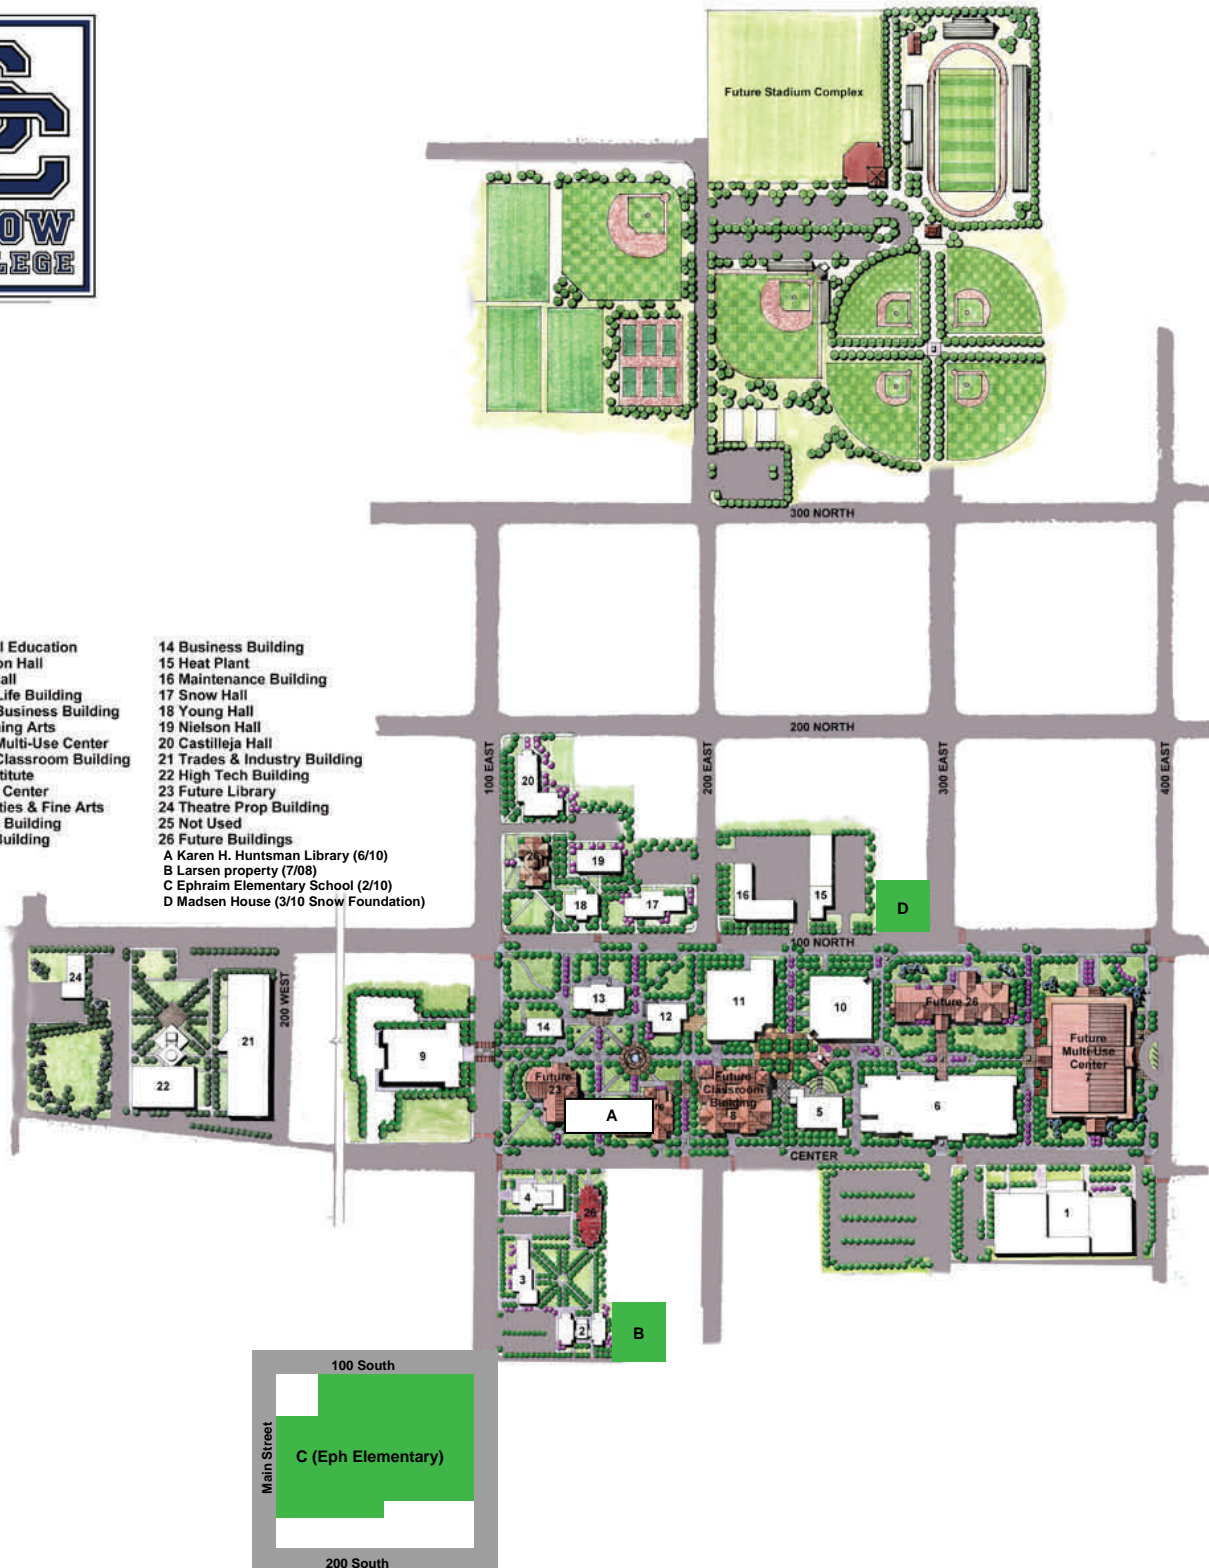 OW
LEGE
Future Stadium Complex
300 NORTH
200 NORTH
100 EAST
200 EAST
300 EAST
400 EAST
l Education
on Hall
all
Life Building
Business Building
ning Arts
Multi-Use Center
Classroom Building
titute
Center
ties & Fine Arts
Building
Building
14 Business Building
15 Heat Plant
16 Maintenance Building
17 Snow Hall
18 Young Hall
19 Nielson Hall
20 Castilleja Hall
21 Trades & Industry Building
22 High Tech Building
23 Future Library
24 Theatre Prop Building
25 Not Used
26 Future Buildings
A Karen H. Huntsman Library (6/10)
B Larsen property (7/08)
C Ephraim Elementary School (2/10)
D Madsen House (3/10 Snow Foundation)
20
26
19
18
17
16
15
D
100 NORTH
24
22
21
200 WEST
9
13
14
12
11
10
Future 26
Future
Multi-Use
Center
7
Future
23
A
Future
Classroom
Building
8
5
6
CENTER
4
26
3
2
B
1
100 South
Main Street
C (Eph Elementary)
200 South